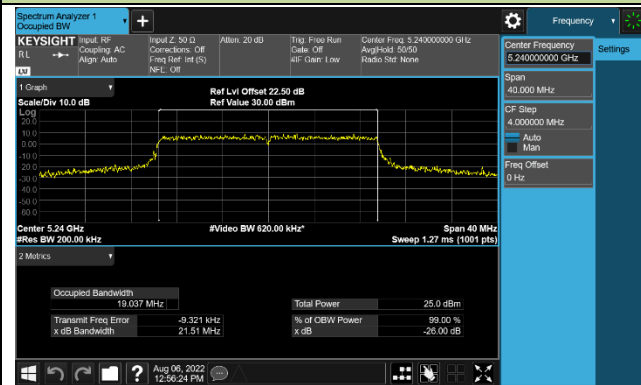 Spectrum Analyzer 1
Occupied BW
Frequency
KEYSIGHT
Input: RF
Coupling: AC
Align: Auto
Input Z: 50 Ω
Corrections: Off
Freq Ref: Int (S)
NFE: Off
Atten: 20 dB
Trig: Free Run
Gate: Off
#IF Gain: Low
Center Freq: 5.240000000 GHz
Avg|Hold: 50/50
Radio Std: None
RL
LXI
Center Frequency
5.240000000 GHz
Settings
Span
40.000 MHz
CF Step
4.000000 MHz
Auto
Man
Freq Offset
0 Hz
1 Graph
Scale/Div 10.0 dB
Ref Lvl Offset 22.50 dB
Ref Value 30.00 dBm
Log
20.0
10.0
0.00
-10.0
-20.0
-30.0
-40.0
-50.0
-60.0
Center 5.24 GHz
#Res BW 200.00 kHz
#Video BW 620.00 kHz*
Span 40 MHz
Sweep 1.27 ms (1001 pts)
2 Metrics
Occupied Bandwidth
19.037 MHz
Total Power
25.0 dBm
Transmit Freq Error
-9.321 kHz
% of OBW Power
99.00 %
x dB Bandwidth
21.51 MHz
x dB
-26.00 dB
?
Aug 06, 2022
12:56:24 PM